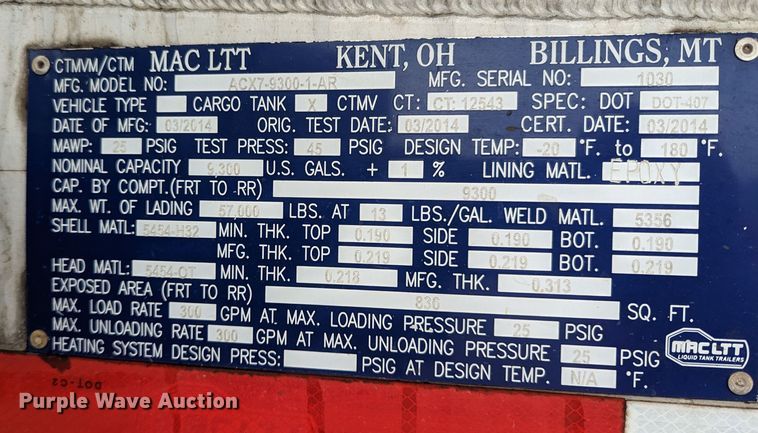 MAC LTT KENT, OH BILLINGS, MT
CTMVM/CTM
MFG. MODEL NO: ACX7-9300-1-AR MFG. SERIAL NO: 1030
VEHICLE TYPE CARGO TANK X CTMV CT: CT: 12543 SPEC: DOT DOT-407
DATE OF MFG: 03/2014 ORIG. TEST DATE: 03/2014 CERT. DATE: 03/2014
MAWP: 25 PSIG TEST PRESS: 45 PSIG DESIGN TEMP: -20 °F. to 180 °F.
NOMINAL CAPACITY 9,300 U.S. GALS. + 1 % LINING MATL. EPOXY
CAP. BY COMPT.(FRT TO RR) 9300
MAX. WT. OF LADING 57,000 LBS. AT 13 LBS./GAL. WELD MATL. 5356
SHELL MATL: 5454-H32 MIN. THK. TOP 0.190 SIDE 0.190 BOT. 0.190
MFG. THK. TOP 0.219 SIDE 0.219 BOT. 0.219
HEAD MATL: 5454-OT MIN. THK. 0.218 MFG. THK. 0.313
EXPOSED AREA (FRT TO RR) 836 SQ. FT.
MAX. LOAD RATE 300 GPM AT MAX. LOADING PRESSURE 25 PSIG
MAX. UNLOADING RATE 300 GPM AT MAX. UNLOADING PRESSURE 25 PSIG
HEATING SYSTEM DESIGN PRESS: PSIG AT DESIGN TEMP. N/A °F.
MAC LTT
LIQUID TANK TRAILERS
DOT-C2
Purple Wave Auction